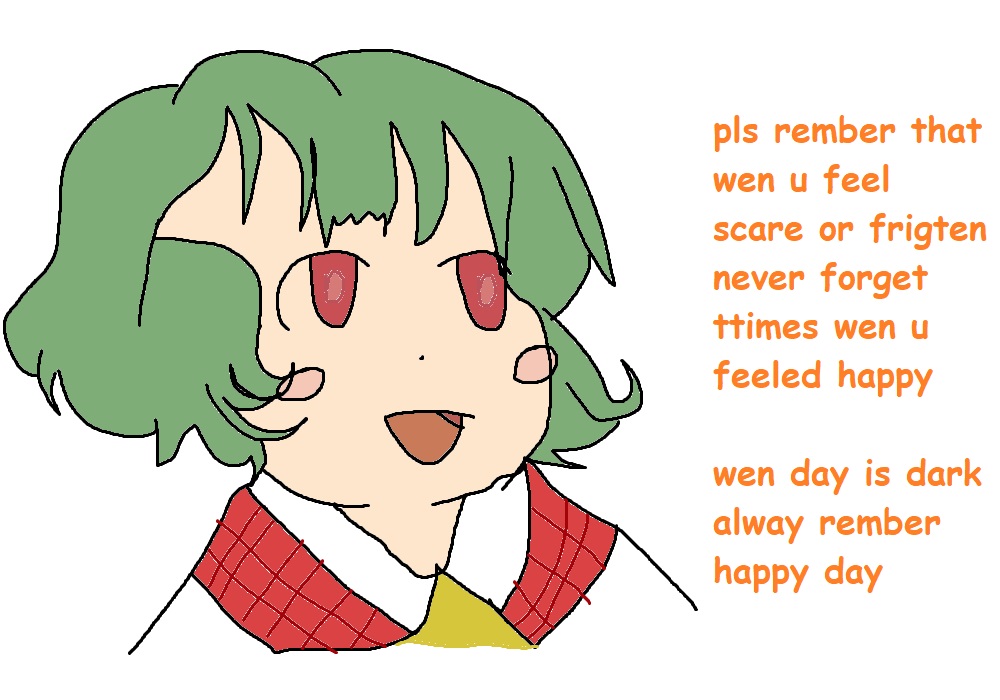 pls rember that
wen u feel
scare or frigten
never forget
ttimes wen u
feeled happy
wen day is dark
alway rember
happy day